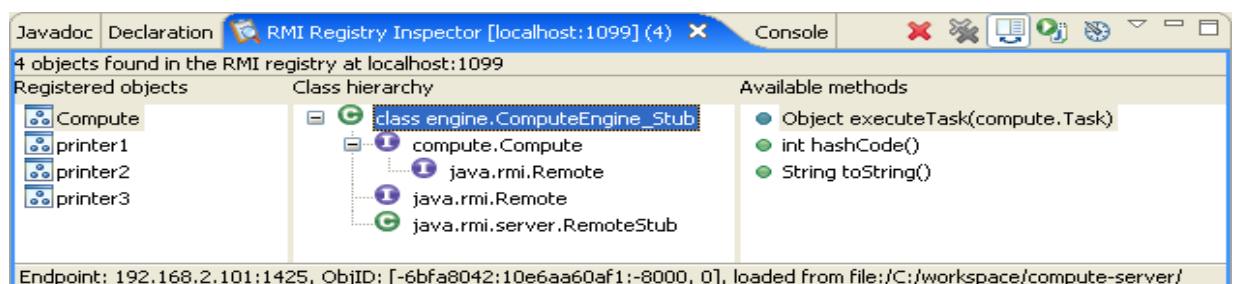 Javadoc Declaration RMI Registry Inspector [localhost:1099] (4) Console
4 objects found in the RMI registry at localhost:1099
Registered objects Class hierarchy Available methods
Compute class engine.ComputeEngine_Stub Object executeTask(compute.Task)
printer1 compute.Compute int hashCode()
printer2 java.rmi.Remote String toString()
printer3 java.rmi.Remote
java.rmi.server.RemoteStub
Endpoint: 192.168.2.101:1425, ObjID: [-6bfa8042:10e6aa60af1:-8000, 0], loaded from file:/C:/workspace/compute-server/